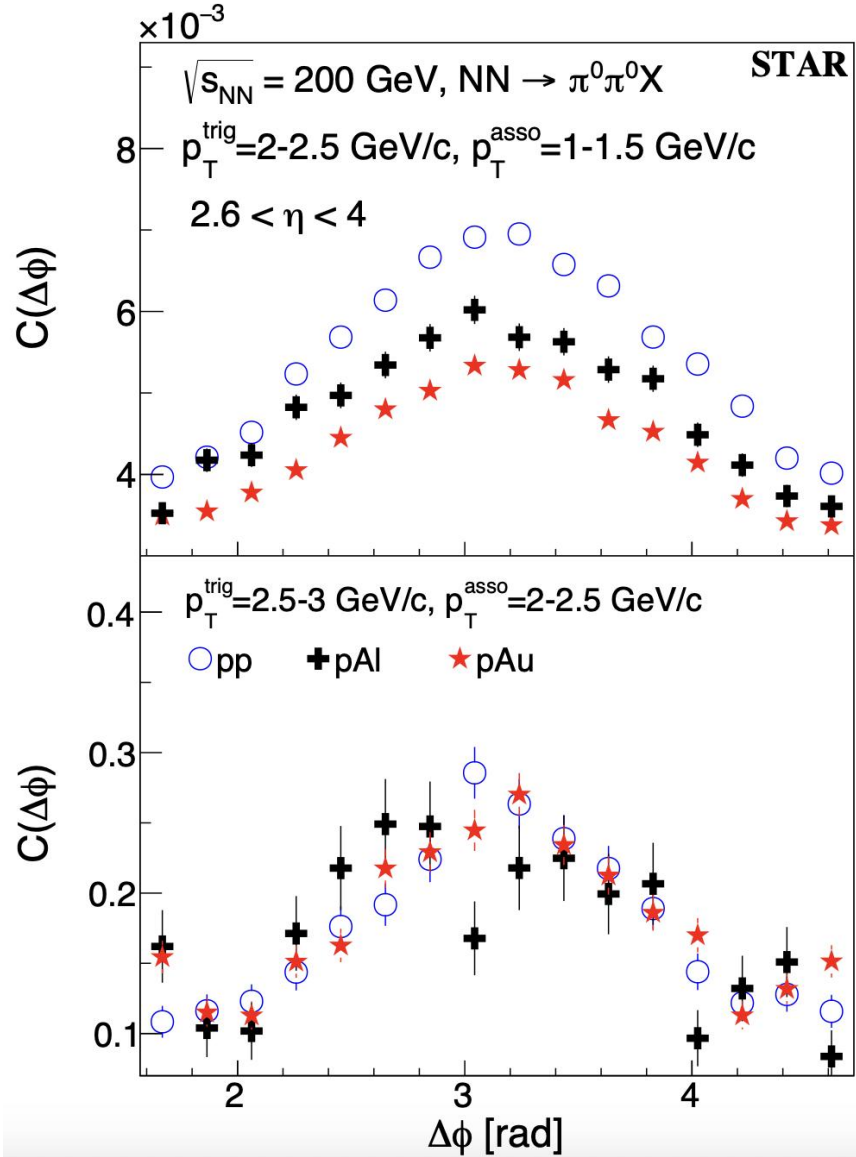 ×10⁻³
√s_NN = 200 GeV, NN → π⁰π⁰X
STAR
p_T^trig=2-2.5 GeV/c, p_T^asso=1-1.5 GeV/c
2.6 < η < 4
8
6
4
C(Δϕ)
p_T^trig=2.5-3 GeV/c, p_T^asso=2-2.5 GeV/c
pp pAl pAu
0.4
0.3
0.2
0.1
C(Δϕ)
2 3 4
Δϕ [rad]